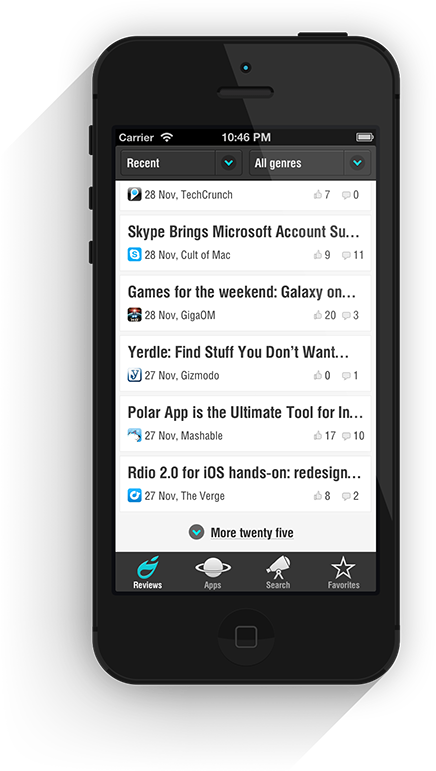 Carrier 10:46 PM
Recent All genres
28 Nov, TechCrunch 7 0
Skype Brings Microsoft Account Su...
28 Nov, Cult of Mac 9 11
Games for the weekend: Galaxy on...
28 Nov, GigaOM 20 3
Yerdle: Find Stuff You Don't Want...
27 Nov, Gizmodo 0 1
Polar App is the Ultimate Tool for In...
27 Nov, Mashable 17 10
Rdio 2.0 for iOS hands-on: redesign...
27 Nov, The Verge 8 2
More twenty five
Reviews Apps Search Favorites